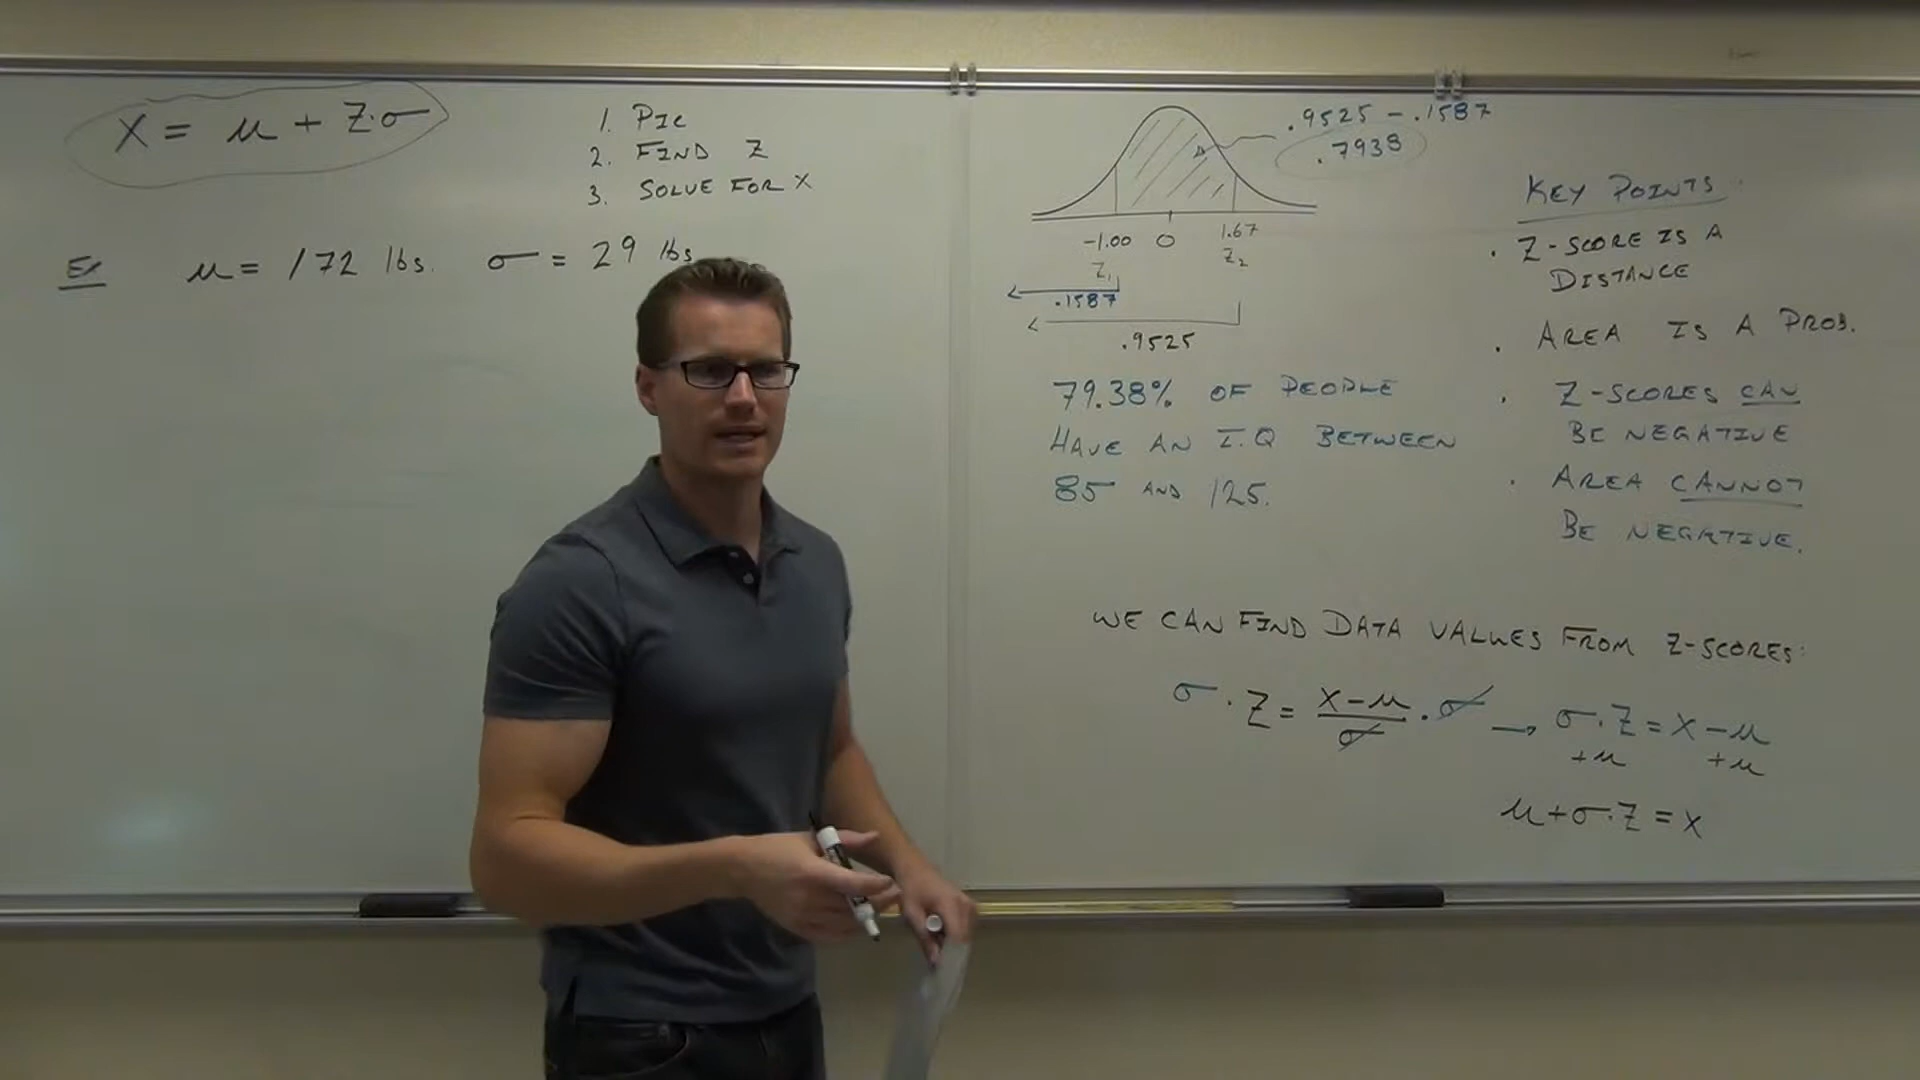 X = μ + Z·σ
1. PIC
2. FIND Z
3. SOLVE FOR X
EX μ = 172 lbs. σ = 29 lbs
.9525 - .1587
.7938
-1.00 0 1.67
Z₁ Z₂
.1587
.9525
79.38% OF PEOPLE
HAVE AN I.Q BETWEEN
85 AND 125.
KEY POINTS:
· Z-SCORE IS A
DISTANCE
· AREA IS A PROB.
· Z-SCORES CAN
BE NEGATIVE
· AREA CANNOT
BE NEGATIVE.
WE CAN FIND DATA VALUES FROM Z-SCORES:
σ · Z = (X-μ)/σ · σ → σ·Z = X-μ
+μ +μ
μ+σ·Z = X